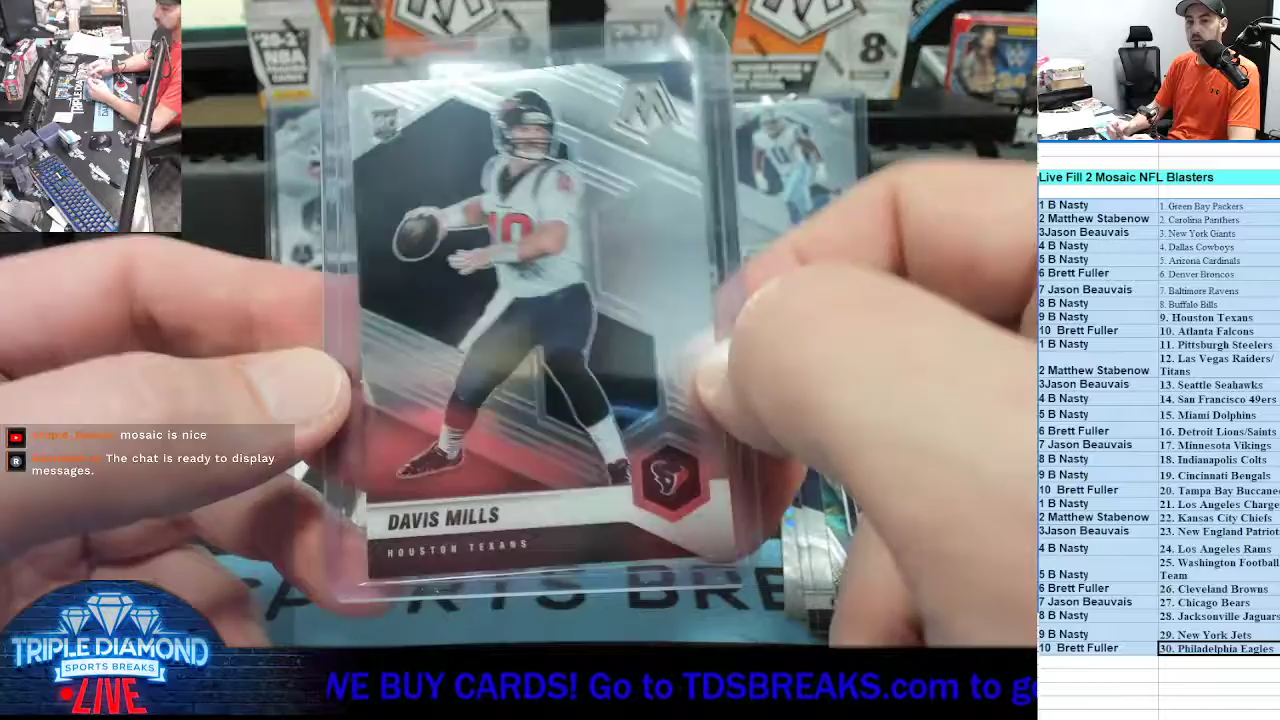 20-21
NBA
8
RC
10
DAVIS MILLS
HOUSTON TEXANS
SPORTS BRE
mosaic is nice
The chat is ready to display
messages.
TRIPLE DIAMOND
SPORTS BREAKS
LIVE
WE BUY CARDS! Go to TDSBREAKS.com to g
Live Fill 2 Mosaic NFL Blasters
1 B Nasty 1. Green Bay Packers
2 Matthew Stabenow 2. Carolina Panthers
3Jason Beauvais 3. New York Giants
4 B Nasty 4. Dallas Cowboys
5 B Nasty 5. Arizona Cardinals
6 Brett Fuller 6. Denver Broncos
7 Jason Beauvais 7. Baltimore Ravens
8 B Nasty 8. Buffalo Bills
9 B Nasty 9. Houston Texans
10 Brett Fuller 10. Atlanta Falcons
1 B Nasty 11. Pittsburgh Steelers
2 Matthew Stabenow 12. Las Vegas Raiders/
Titans
3Jason Beauvais 13. Seattle Seahawks
4 B Nasty 14. San Francisco 49ers
5 B Nasty 15. Miami Dolphins
6 Brett Fuller 16. Detroit Lions/Saints
7 Jason Beauvais 17. Minnesota Vikings
8 B Nasty 18. Indianapolis Colts
9 B Nasty 19. Cincinnati Bengals
10 Brett Fuller 20. Tampa Bay Buccane
1 B Nasty 21. Los Angeles Charge
2 Matthew Stabenow 22. Kansas City Chiefs
3Jason Beauvais 23. New England Patriot
4 B Nasty 24. Los Angeles Rams
5 B Nasty 25. Washington Football
Team
6 Brett Fuller 26. Cleveland Browns
7 Jason Beauvais 27. Chicago Bears
8 B Nasty 28. Jacksonville Jaguars
9 B Nasty 29. New York Jets
10 Brett Fuller 30. Philadelphia Eagles